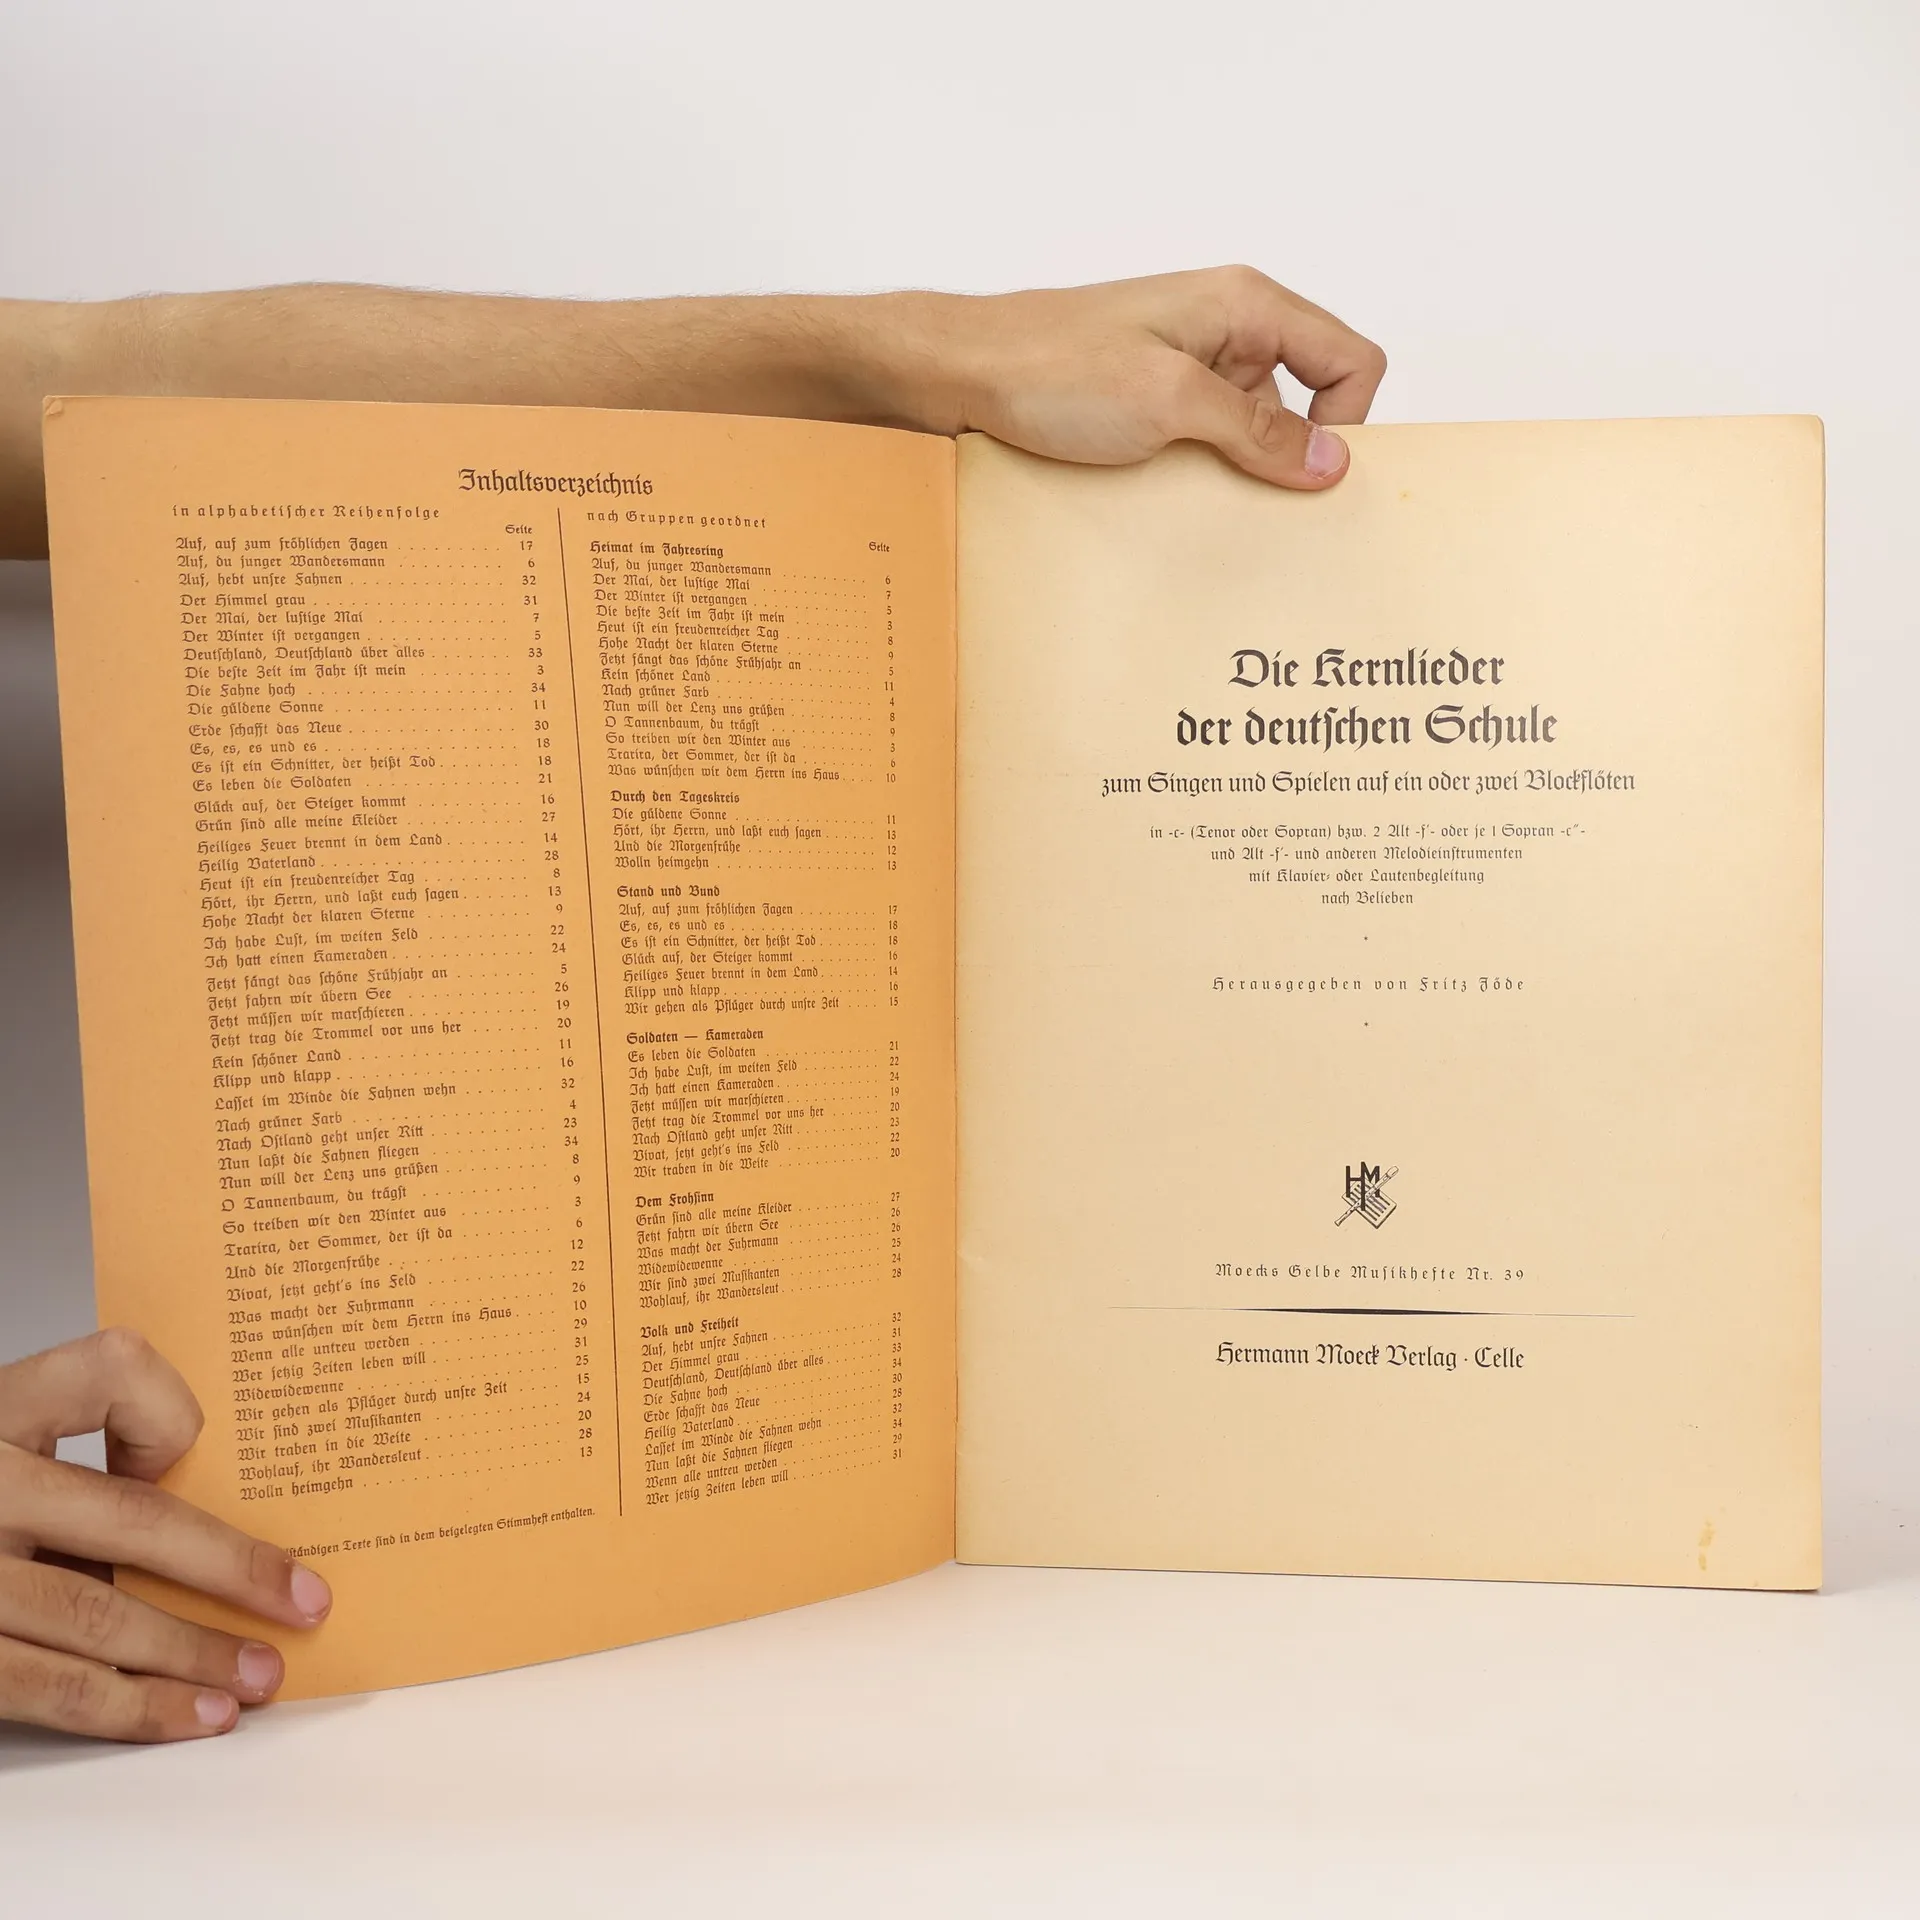 Inhaltsverzeichnis
in alphabetischer Reihenfolge
Seite
Auf, auf zum fröhlichen Jagen . . . . . . . . . 17
Auf, du junger Wandersmann . . . . . . . . . 6
Auf, hebt unsre Fahnen . . . . . . . . . . . . 32
Der Himmel grau . . . . . . . . . . . . . . . 31
Der Mai, der lustige Mai . . . . . . . . . . . 7
Der Winter ist vergangen . . . . . . . . . . . 5
Deutschland, Deutschland über alles . . . . . . . 33
Die beste Zeit im Jahr ist mein . . . . . . . . 3
Die Fahne hoch . . . . . . . . . . . . . . . 34
Die güldene Sonne . . . . . . . . . . . . . . 11
Erde schafft das Neue . . . . . . . . . . . . . 30
Es, es, es und es . . . . . . . . . . . . . . . 18
Es ist ein Schnitter, der heißt Tod . . . . . . . 18
Es leben die Soldaten . . . . . . . . . . . . . 21
Glück auf, der Steiger kommt . . . . . . . . . 16
Grün sind alle meine Kleider . . . . . . . . . . 27
Heiliges Feuer brennt in dem Land . . . . . . . 14
Heilig Vaterland . . . . . . . . . . . . . . . 28
Heut ist ein freudenreicher Tag . . . . . . . . . 8
Hört, ihr Herrn, und laßt euch sagen . . . . . . 13
Hohe Nacht der klaren Sterne . . . . . . . . . 9
Ich habe Lust, im weiten Feld . . . . . . . . . 22
Ich hatt einen Kameraden . . . . . . . . . . . 24
Jetzt fängt das schöne Frühjahr an . . . . . . . 5
Jetzt fahrn wir übern See . . . . . . . . . . . 26
Jetzt müssen wir marschieren . . . . . . . . . . 19
Jetzt trag die Trommel vor uns her . . . . . . 20
Kein schöner Land . . . . . . . . . . . . . . 11
Klipp und klapp . . . . . . . . . . . . . . . 16
Lasset im Winde die Fahnen wehn . . . . . . . 32
Nach grüner Farb . . . . . . . . . . . . . . 4
Nach Ostland geht unser Ritt . . . . . . . . . . 23
Nun laßt die Fahnen fliegen . . . . . . . . . . 34
Nun will der Lenz uns grüßen . . . . . . . . . 8
O Tannenbaum, du trägst . . . . . . . . . . . 9
So treiben wir den Winter aus . . . . . . . . . 3
Trarira, der Sommer, der ist da . . . . . . . . 6
Und die Morgenfrühe . . . . . . . . . . . . . 12
Vivat, jetzt geht's ins Feld . . . . . . . . . . 22
Was macht der Fuhrmann . . . . . . . . . . . 26
Was wünschen wir dem Herrn ins Haus . . . . 10
Wenn alle untreu werden . . . . . . . . . . . 29
Wer jetzig Zeiten leben will . . . . . . . . . . 31
Widewidewenne . . . . . . . . . . . . . . . 25
Wir gehen als Pflüger durch unsre Zeit . . . . 15
Wir sind zwei Musikanten . . . . . . . . . . . 24
Wir traben in die Weite . . . . . . . . . . . . 20
Wohlauf, ihr Wandersleut . . . . . . . . . . . 28
Wolln heimgehn . . . . . . . . . . . . . . . 13
Texte sind in dem beigelegten Stimmheft enthalten.
nach Gruppen geordnet
Heimat im Jahresring Seite
Auf, du junger Wandersmann . . . . . . . . . 6
Der Mai, der lustige Mai . . . . . . . . . . 7
Der Winter ist vergangen . . . . . . . . . . 5
Die beste Zeit im Jahr ist mein . . . . . . . 3
Heut ist ein freudenreicher Tag . . . . . . . 8
Hohe Nacht der klaren Sterne . . . . . . . . 9
Jetzt fängt das schöne Frühjahr an . . . . . . 5
Kein schöner Land . . . . . . . . . . . . . 11
Nach grüner Farb . . . . . . . . . . . . . 4
Nun will der Lenz uns grüßen . . . . . . . . 8
O Tannenbaum, du trägst . . . . . . . . . . 9
So treiben wir den Winter aus . . . . . . . 3
Trarira, der Sommer, der ist da . . . . . . . 6
Was wünschen wir dem Herrn ins Haus . . . . 10
Durch den Tageskreis
Die güldene Sonne . . . . . . . . . . . . . 11
Hört, ihr Herrn, und laßt euch sagen . . . . . 13
Und die Morgenfrühe . . . . . . . . . . . . 12
Wolln heimgehn . . . . . . . . . . . . . . 13
Stand und Bund
Auf, auf zum fröhlichen Jagen . . . . . . . . 17
Es, es, es und es . . . . . . . . . . . . . . 18
Es ist ein Schnitter, der heißt Tod . . . . . . 18
Glück auf, der Steiger kommt . . . . . . . . 16
Heiliges Feuer brennt in dem Land . . . . . . 14
Klipp und klapp . . . . . . . . . . . . . . 16
Wir gehen als Pflüger durch unsre Zeit . . . . 15
Soldaten — Kameraden
Es leben die Soldaten . . . . . . . . . . . 21
Ich habe Lust, im weiten Feld . . . . . . . . 22
Ich hatt einen Kameraden . . . . . . . . . . 24
Jetzt müssen wir marschieren . . . . . . . . . 19
Jetzt trag die Trommel vor uns her . . . . . . 20
Nach Ostland geht unser Ritt . . . . . . . . . 23
Vivat, jetzt geht's ins Feld . . . . . . . . . 22
Wir traben in die Weite . . . . . . . . . . . 20
Dem Frohsinn
Grün sind alle meine Kleider . . . . . . . . . 27
Jetzt fahrn wir übern See . . . . . . . . . . 26
Was macht der Fuhrmann . . . . . . . . . . 26
Widewidewenne . . . . . . . . . . . . . . 25
Wir sind zwei Musikanten . . . . . . . . . . 24
Wohlauf, ihr Wandersleut . . . . . . . . . . 28
Volk und Freiheit
Auf, hebt unsre Fahnen . . . . . . . . . . . 32
Der Himmel grau . . . . . . . . . . . . . . 31
Deutschland, Deutschland über alles . . . . . . 33
Die Fahne hoch . . . . . . . . . . . . . . 34
Erde schafft das Neue . . . . . . . . . . . . 30
Heilig Vaterland . . . . . . . . . . . . . . 28
Lasset im Winde die Fahnen wehn . . . . . . 32
Nun laßt die Fahnen fliegen . . . . . . . . . 34
Wenn alle untreu werden . . . . . . . . . . 29
Wer jetzig Zeiten leben will . . . . . . . . . 31
Die Kernlieder
der deutschen Schule
zum Singen und Spielen auf ein oder zwei Blockflöten
in -c- (Tenor oder Sopran) bzw. 2 Alt -f'- oder je 1 Sopran -c"-
und Alt -f'- und anderen Melodieinstrumenten
mit Klavier- oder Lautenbegleitung
nach Belieben
Herausgegeben von Fritz Jöde
HM
Moecks Gelbe Musikhefte Nr. 39
Hermann Moeck Verlag · Celle